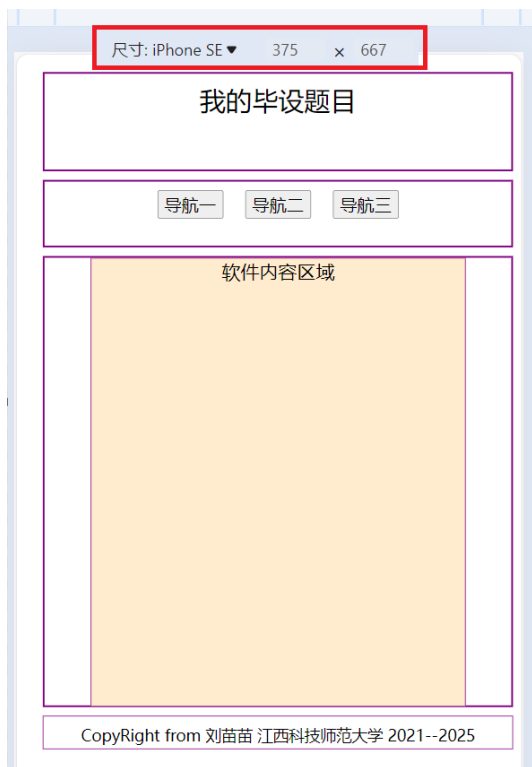 尺寸: iPhone SE ▼ 375 × 667
我的毕设题目
导航一 导航二 导航三
软件内容区域
CopyRight from 刘苗苗 江西科技师范大学 2021--2025